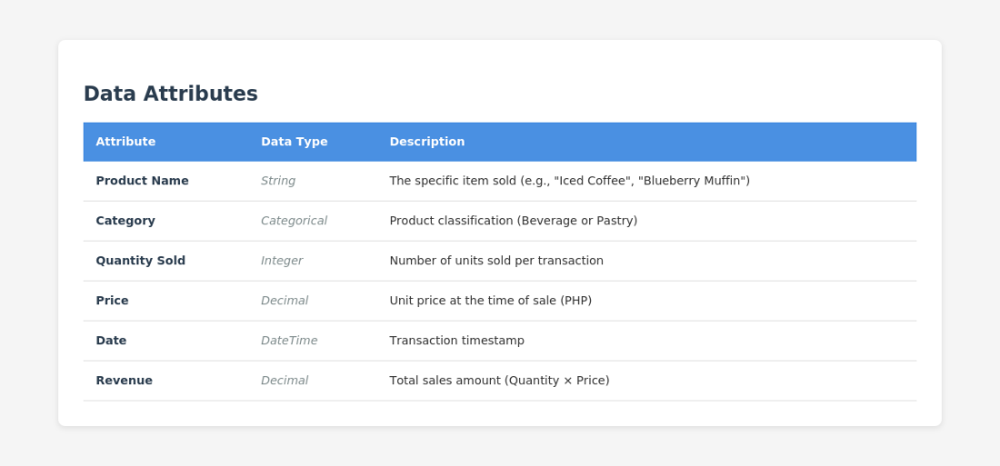 Data Attributes
Attribute Data Type Description
Product Name String The specific item sold (e.g., "Iced Coffee", "Blueberry Muffin")
Category Categorical Product classification (Beverage or Pastry)
Quantity Sold Integer Number of units sold per transaction
Price Decimal Unit price at the time of sale (PHP)
Date DateTime Transaction timestamp
Revenue Decimal Total sales amount (Quantity × Price)